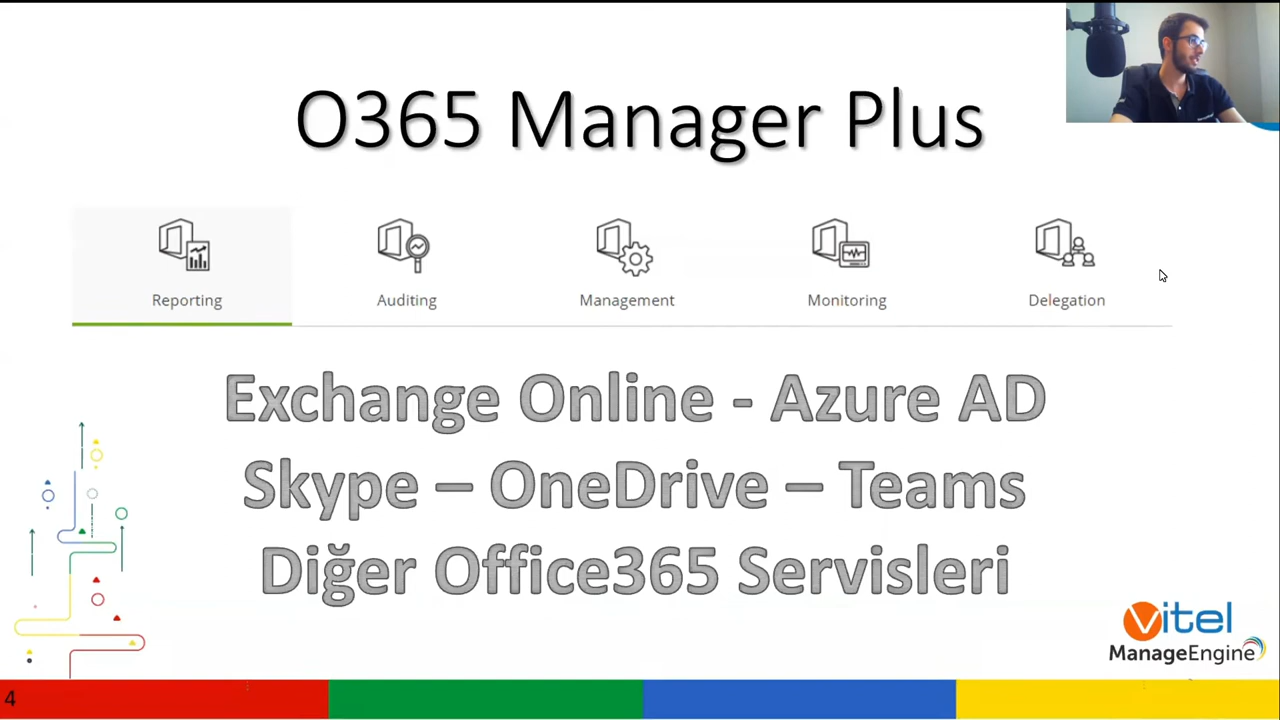 O365 Manager Plus
Reporting
Auditing
Management
Monitoring
Delegation
Exchange Online - Azure AD
Skype – OneDrive – Teams
Diğer Office365 Servisleri
vitel
ManageEngine
4